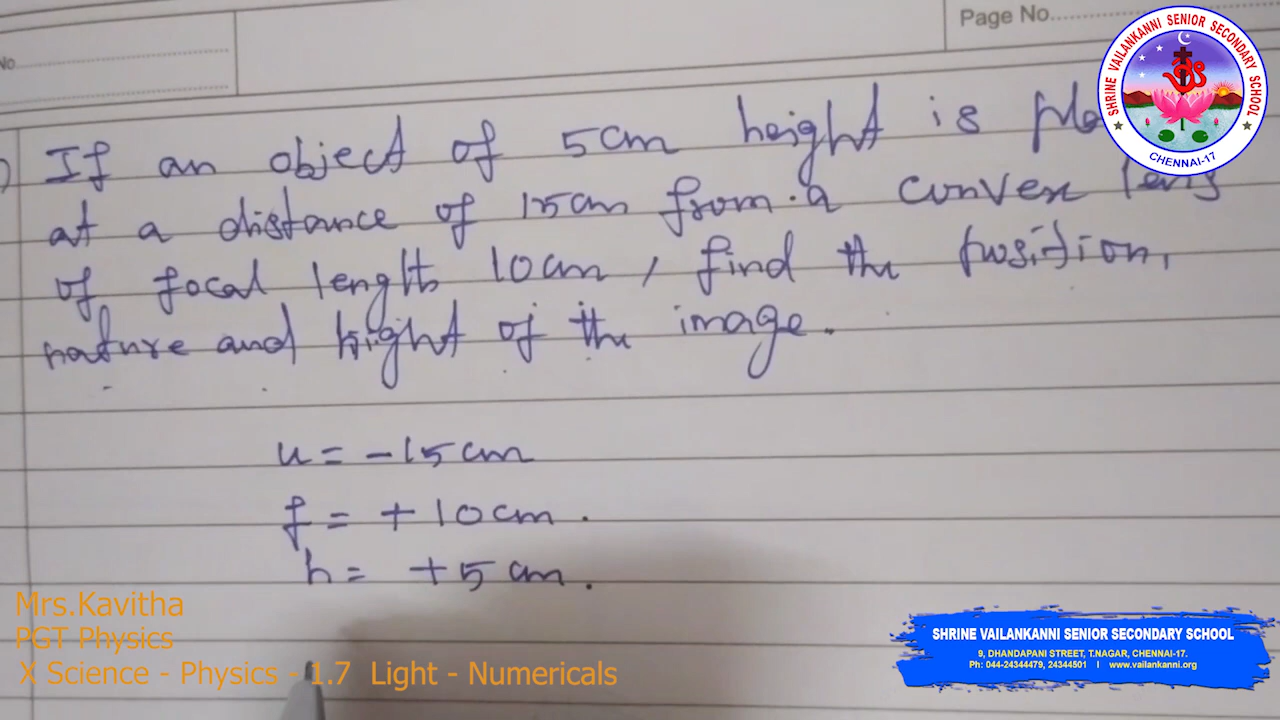 Page No.
No
If an object of 5cm height is
at a distance of 15cm from a convex lens
of focal length 10cm, find the position,
nature and hight of the image.
u = -15cm
f = +10cm.
h = +5cm.
SHRINE VAILANKANNI SENIOR SECONDARY SCHOOL
CHENNAI-17
Mrs.Kavitha
PGT Physics
X Science - Physics - 1.7 Light - Numericals
SHRINE VAILANKANNI SENIOR SECONDARY SCHOOL
9, DHANDAPANI STREET, T.NAGAR, CHENNAI-17.
Ph: 044-24344479, 24344501 I www.vailankanni.org